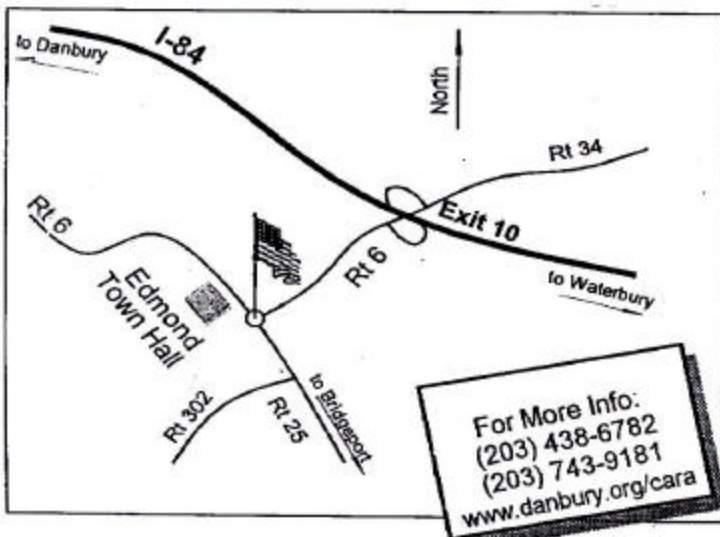 to Danbury
I-84
North
Rt 34
Exit 10
Rt 6
to Waterbury
Rt 6
Edmond
Town Hall
Rt 302
Rt 25
to Bridgeport
For More Info:
(203) 438-6782
(203) 743-9181
www.danbury.org/cara